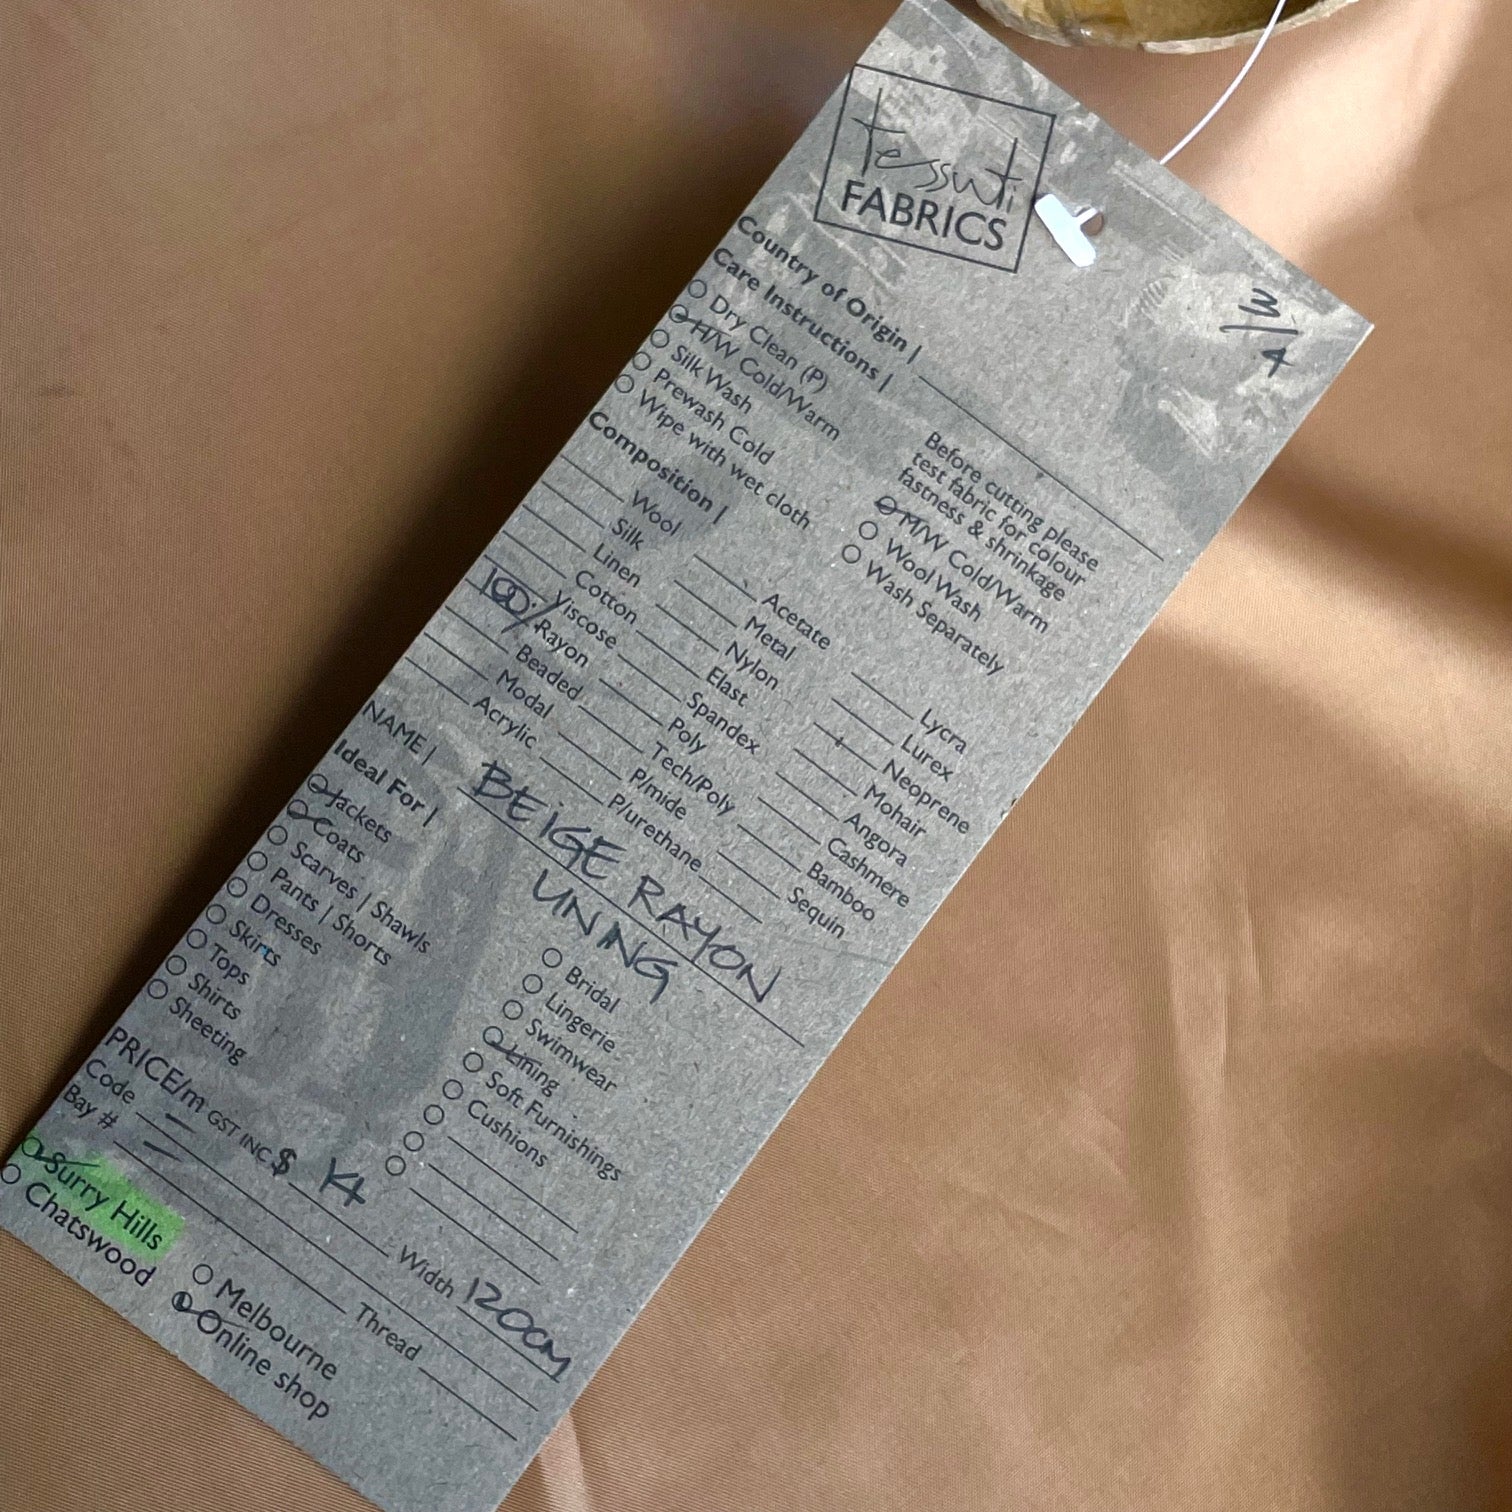 tessuti
FABRICS
3/4
Country of Origin |
Care Instructions |
Dry Clean (P)
H/W Cold/Warm
Silk Wash
Prewash Cold
Wipe with wet cloth
Before cutting please
test fabric for colour
fastness & shrinkage
M/W Cold/Warm
Wool Wash
Wash Separately
Composition |
Wool
Silk
Linen
Cotton
Viscose
100% Rayon
Beaded
Modal
Acrylic
Acetate
Metal
Nylon
Elast
Spandex
Poly
Tech/Poly
P/mide
P/urethane
Lycra
Lurex
Neoprene
Mohair
Angora
Cashmere
Bamboo
Sequin
NAME | BEIGE RAYON
LINING
Ideal For |
Jackets
Coats
Scarves | Shawls
Pants | Shorts
Dresses
Skirts
Tops
Shirts
Sheeting
Bridal
Lingerie
Swimwear
Lining
Soft Furnishings
Cushions
PRICE/m GST INC $ 14
Width 120cm
Code
Thread
Bay #
Surry Hills
Chatswood
Melbourne
Online shop